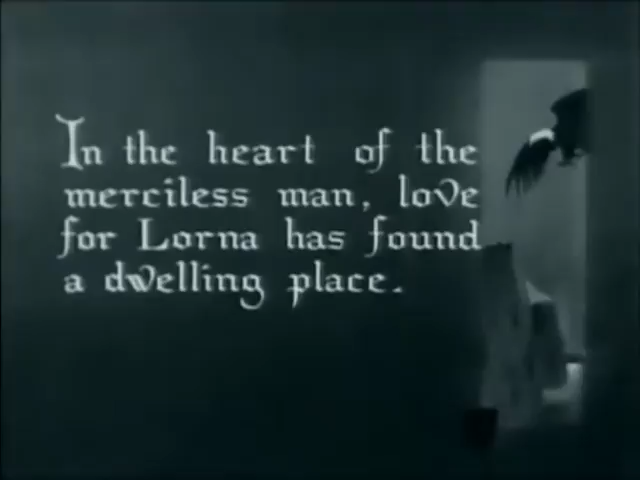 In the heart of the
merciless man, love
for Lorna has found
a dwelling place.